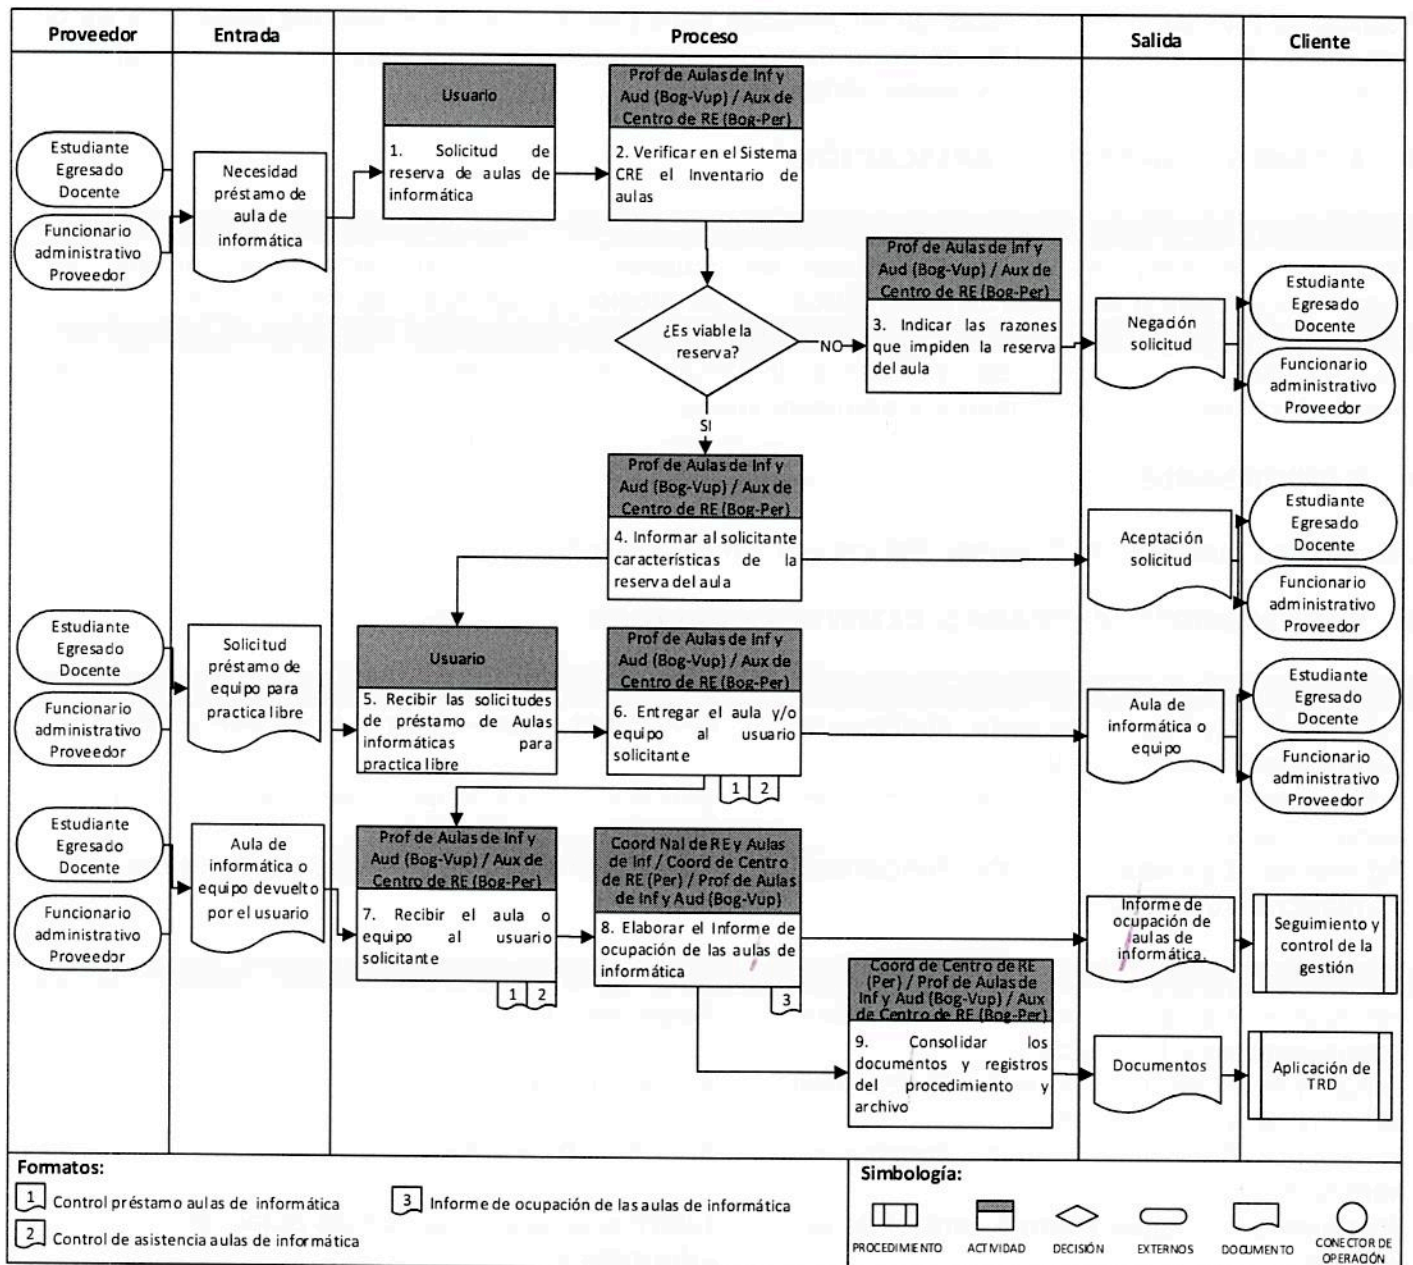 Proveedor
Entrada
Proceso
Salida
Cliente
Estudiante
Egresado
Docente
Funcionario
administrativo
Proveedor
Necesidad
préstamo de
aula de
informática
Usuario
1. Solicitud de
reserva de aulas de
informática
Prof de Aulas de Inf y
Aud (Bog-Vup) / Aux de
Centro de RE (Bog-Per)
2. Verificar en el Sistema
CRE el Inventario de
aulas
¿Es viable la
reserva?
NO
Prof de Aulas de Inf y
Aud (Bog-Vup) / Aux de
Centro de RE (Bog-Per)
3. Indicar las razones
que impiden la reserva
del aula
Negación
solicitud
Estudiante
Egresado
Docente
Funcionario
administrativo
Proveedor
SI
Prof de Aulas de Inf y
Aud (Bog-Vup) / Aux de
Centro de RE (Bog-Per)
4. Informar al solicitante
características de la
reserva del aula
Aceptación
solicitud
Estudiante
Egresado
Docente
Funcionario
administrativo
Proveedor
Estudiante
Egresado
Docente
Funcionario
administrativo
Proveedor
Solicitud
préstamo de
equipo para
practica libre
Usuario
5. Recibir las solicitudes
de préstamo de Aulas
informáticas para
practica libre
Prof de Aulas de Inf y
Aud (Bog-Vup) / Aux de
Centro de RE (Bog-Per)
6. Entregar el aula y/o
equipo al usuario
solicitante
1 2
Aula de
informática o
equipo
Estudiante
Egresado
Docente
Funcionario
administrativo
Proveedor
Estudiante
Egresado
Docente
Funcionario
administrativo
Proveedor
Aula de
informática o
equipo devuelto
por el usuario
Prof de Aulas de Inf y
Aud (Bog-Vup) / Aux de
Centro de RE (Bog-Per)
7. Recibir el aula o
equipo al usuario
solicitante
1 2
Coord Nal de RE y Aulas
de Inf / Coord de Centro
de RE (Per) / Prof de Aulas
de Inf y Aud (Bog-Vup)
8. Elaborar el Informe de
ocupación de las aulas de
informática
3
Informe de
ocupación de
aulas de
informática.
Seguimiento y
control de la
gestión
Coord de Centro de RE
(Per) / Prof de Aulas de
Inf y Aud (Bog-Vup) / Aux
de Centro de RE (Bog-Per)
9. Consolidar los
documentos y registros
del procedimiento y
archivo
Documentos
Aplicación de
TRD
Formatos:
1 Control préstamo aulas de informática
2 Control de asistencia aulas de informática
3 Informe de ocupación de las aulas de informática
Simbología:
PROCEDIMIENTO
ACTIVIDAD
DECISIÓN
EXTERNOS
DOCUMENTO
CONECTOR DE
OPERACIÓN